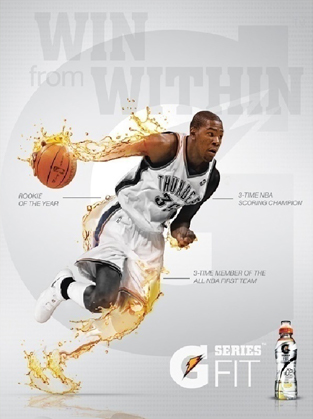 WIN
from
WITHIN
ROOKIE
OF THE YEAR
3-TIME NBA
SCORING CHAMPION
THUNDER
35
3-TIME MEMBER OF THE
ALL NBA FIRST TEAM
G SERIES
FIT
G